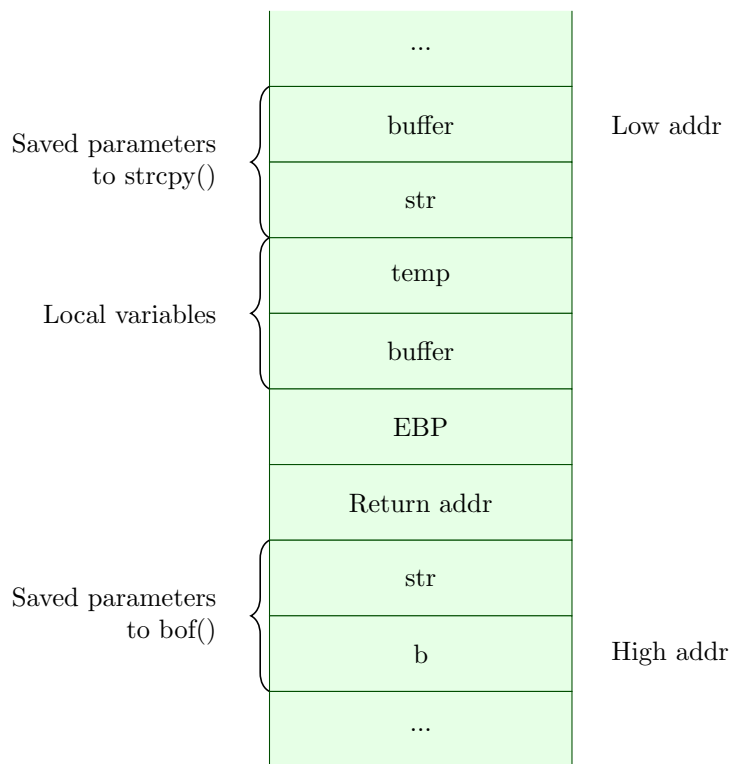 ...
buffer
Low addr
Saved parameters
to strcpy()
str
temp
Local variables
buffer
EBP
Return addr
str
Saved parameters
to bof()
b
High addr
...